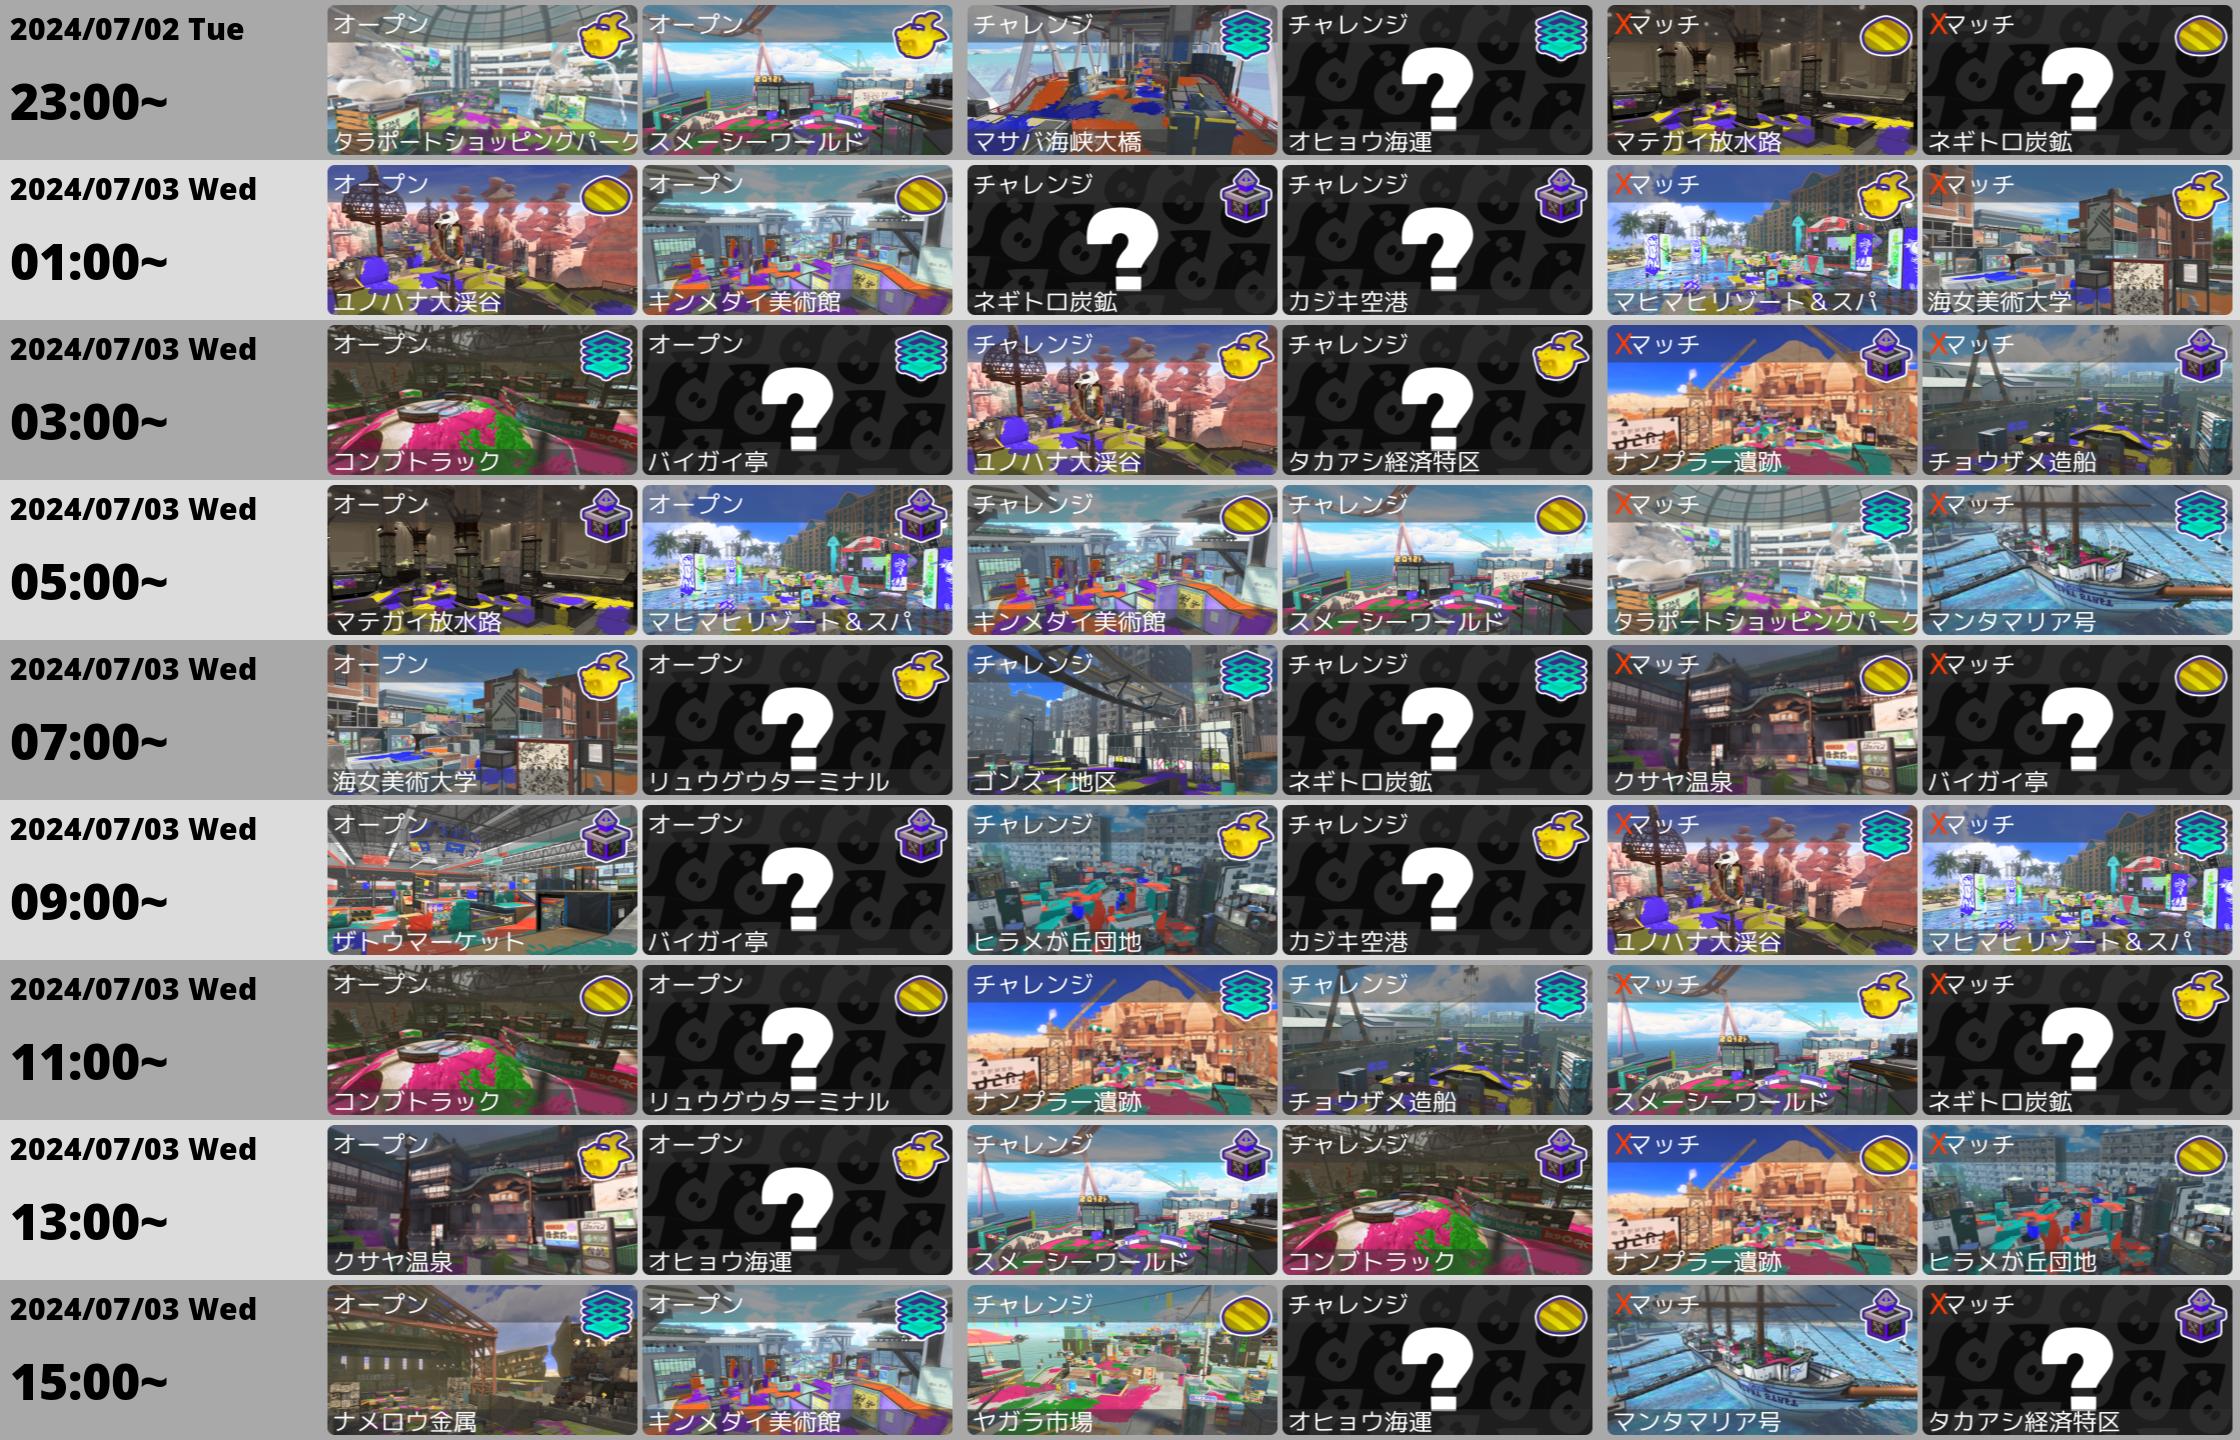 2024/07/02 Tue
23:00~
オープン
タラポートショッピングパーク
オープン
スメーシーワールド
チャレンジ
マサバ海峡大橋
チャレンジ
オヒョウ海運
Xマッチ
マテガイ放水路
Xマッチ
ネギトロ炭鉱
2024/07/03 Wed
01:00~
オープン
ユノハナ大渓谷
オープン
キンメダイ美術館
チャレンジ
ネギトロ炭鉱
チャレンジ
カジキ空港
Xマッチ
マヒマヒリゾート＆スパ
Xマッチ
海女美術大学
2024/07/03 Wed
03:00~
オープン
コンブトラック
オープン
バイガイ亭
チャレンジ
ユノハナ大渓谷
チャレンジ
タカアシ経済特区
Xマッチ
ナンプラー遺跡
Xマッチ
チョウザメ造船
2024/07/03 Wed
05:00~
オープン
マテガイ放水路
オープン
マヒマヒリゾート＆スパ
チャレンジ
キンメダイ美術館
チャレンジ
スメーシーワールド
Xマッチ
タラポートショッピングパーク
Xマッチ
マンタマリア号
2024/07/03 Wed
07:00~
オープン
海女美術大学
オープン
リュウグウターミナル
チャレンジ
ゴンズイ地区
チャレンジ
ネギトロ炭鉱
Xマッチ
クサヤ温泉
Xマッチ
バイガイ亭
2024/07/03 Wed
09:00~
オープン
ザトウマーケット
オープン
バイガイ亭
チャレンジ
ヒラメが丘団地
チャレンジ
カジキ空港
Xマッチ
ユノハナ大渓谷
Xマッチ
マヒマヒリゾート＆スパ
2024/07/03 Wed
11:00~
オープン
コンブトラック
オープン
リュウグウターミナル
チャレンジ
ナンプラー遺跡
チャレンジ
チョウザメ造船
Xマッチ
スメーシーワールド
Xマッチ
ネギトロ炭鉱
2024/07/03 Wed
13:00~
オープン
クサヤ温泉
オープン
オヒョウ海運
チャレンジ
スメーシーワールド
チャレンジ
コンブトラック
Xマッチ
ナンプラー遺跡
Xマッチ
ヒラメが丘団地
2024/07/03 Wed
15:00~
オープン
ナメロウ金属
オープン
キンメダイ美術館
チャレンジ
ヤガラ市場
チャレンジ
オヒョウ海運
Xマッチ
マンタマリア号
Xマッチ
タカアシ経済特区